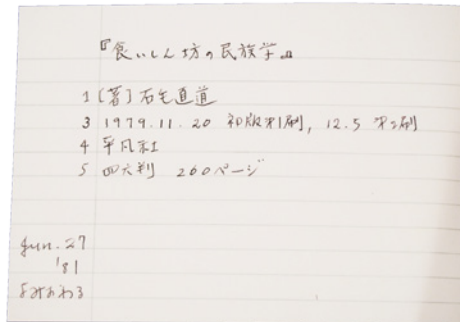 『食いしん坊の民族学』
1 [著] 石毛直道
3 1979.11.20 初版第1刷, 12.5 第2刷
4 平凡社
5 四六判 260ページ
Jun. 27
'81
よみおわる